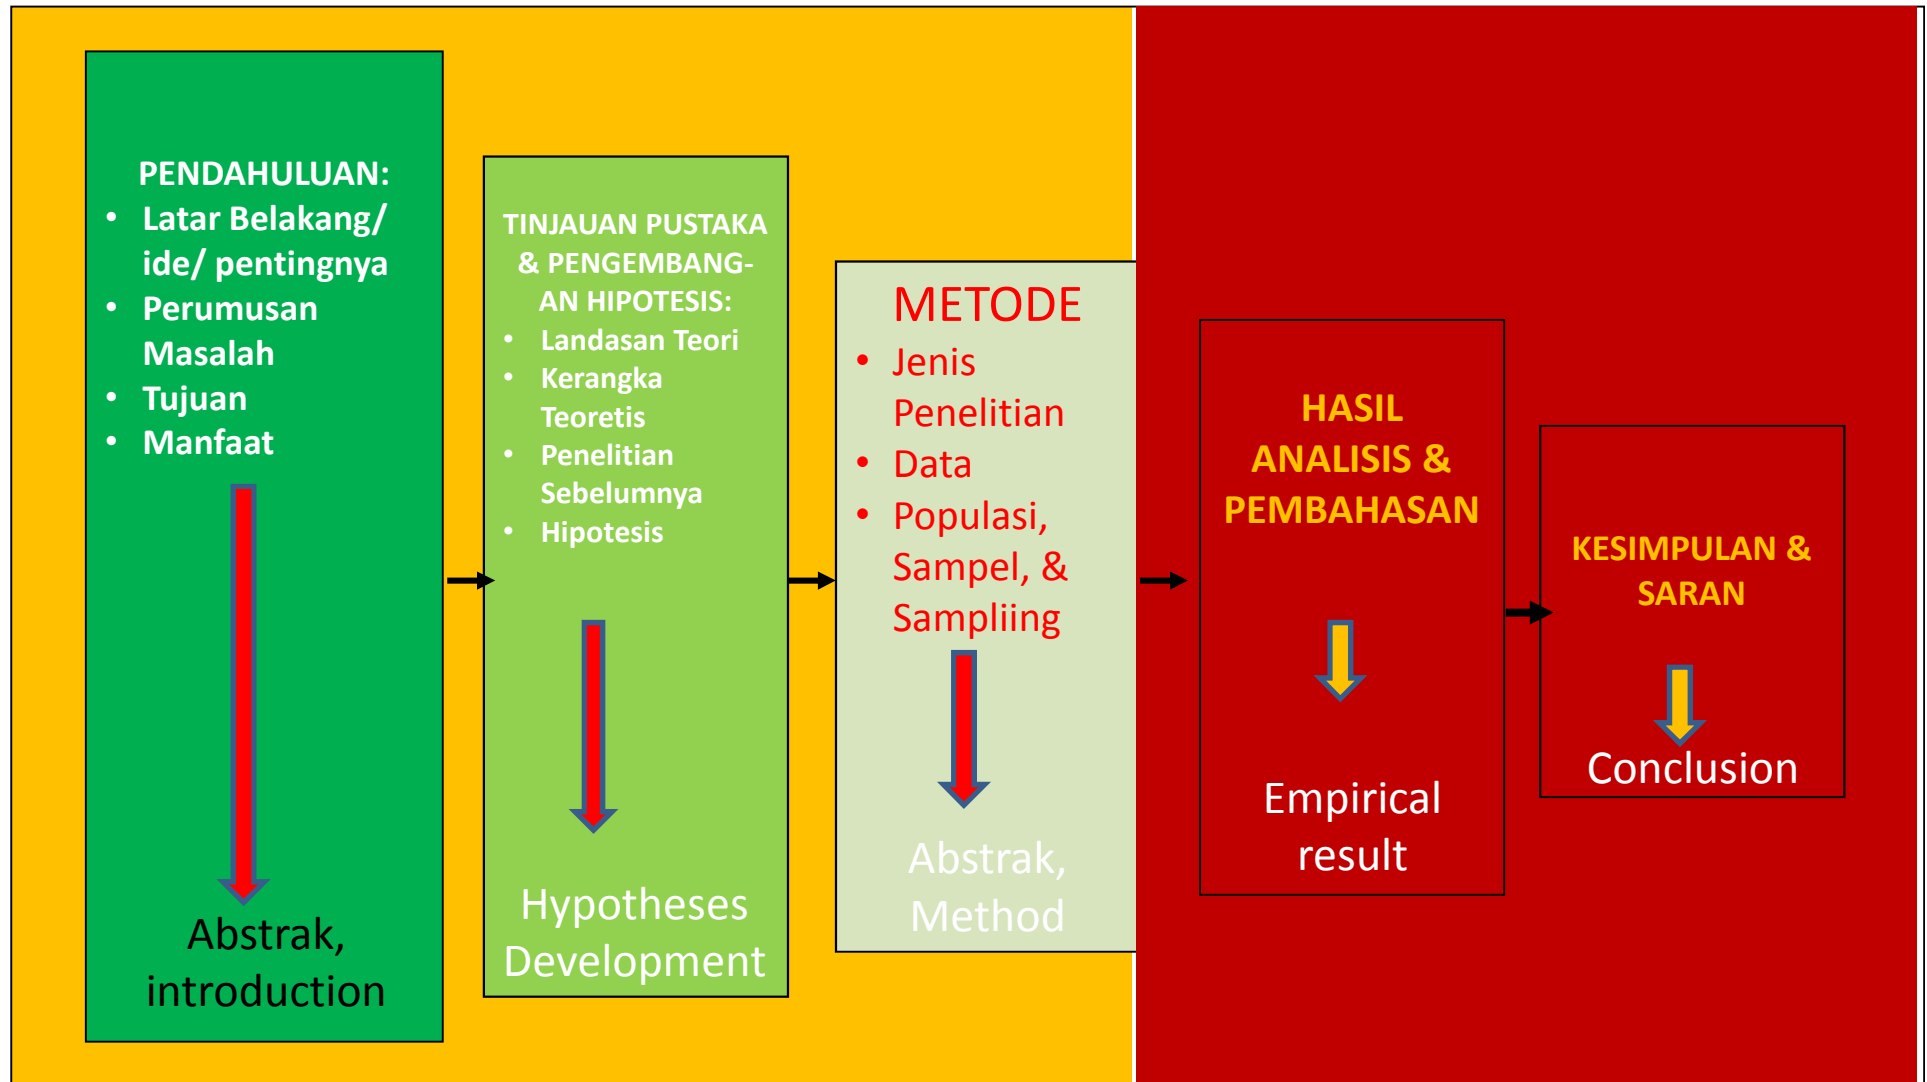 PENDAHULUAN:
• Latar Belakang/
ide/ pentingnya
• Perumusan
Masalah
• Tujuan
• Manfaat
Abstrak,
introduction
TINJAUAN PUSTAKA
& PENGEMBANG-
AN HIPOTESIS:
• Landasan Teori
• Kerangka
Teoretis
• Penelitian
Sebelumnya
• Hipotesis
Hypotheses
Development
METODE
• Jenis
Penelitian
• Data
• Populasi,
Sampel, &
Sampliing
Abstrak,
Method
HASIL
ANALISIS &
PEMBAHASAN
Empirical
result
KESIMPULAN &
SARAN
Conclusion